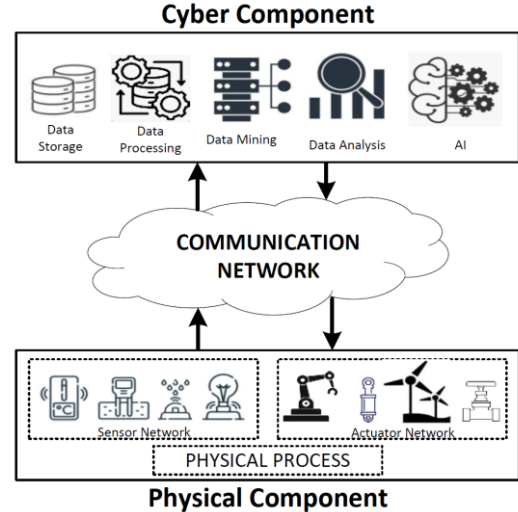 Cyber Component
Data
Storage
Data
Processing
Data Mining
Data Analysis
AI
COMMUNICATION
NETWORK
°C
Sensor Network
Actuator Network
PHYSICAL PROCESS
Physical Component